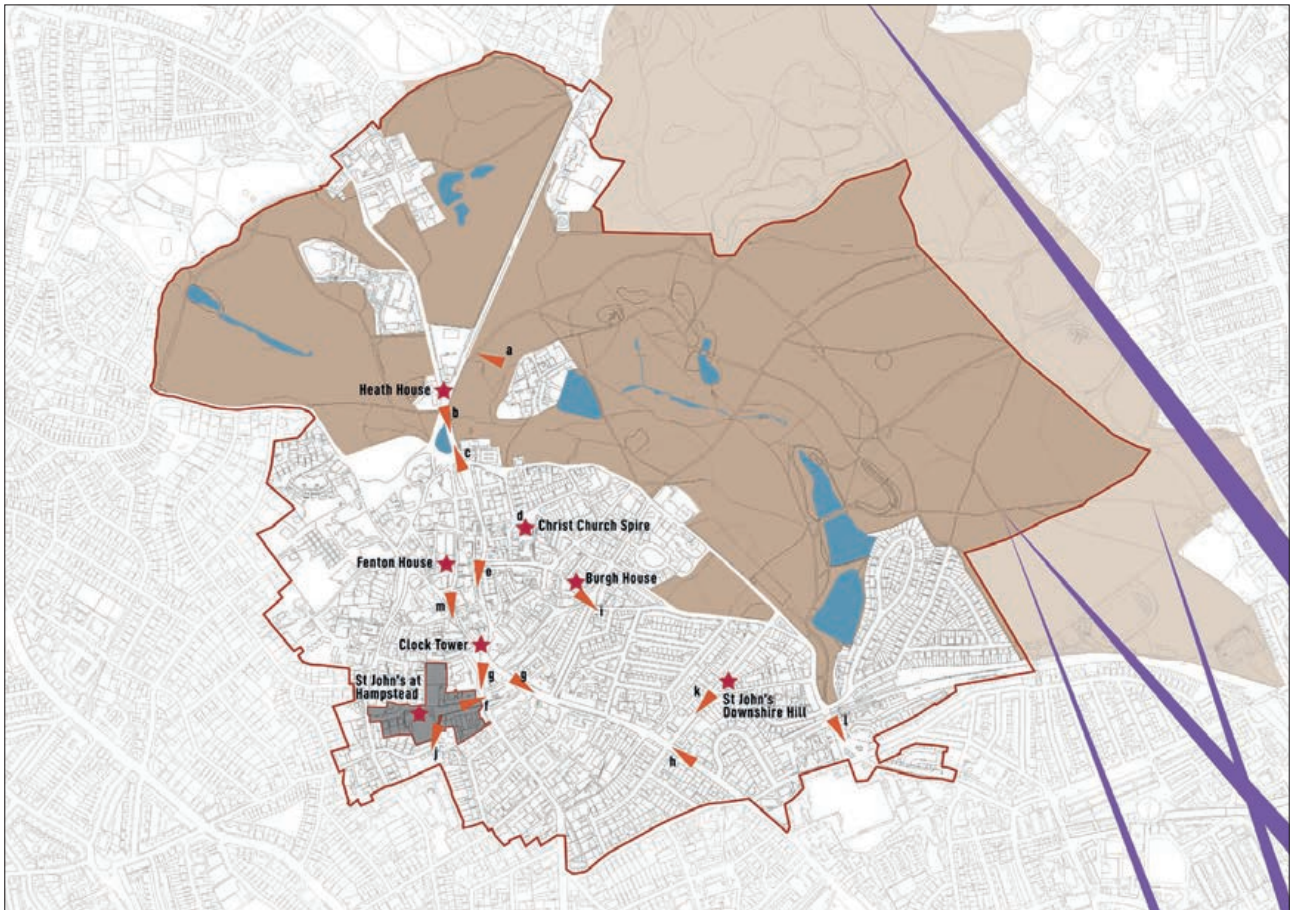 a
Heath House
b
c
d
Christ Church Spire
Fenton House
e
Burgh House
m
i
Clock Tower
St John's at
Hampstead
g
g
f
k
St John's
Downshire Hill
j
l
h